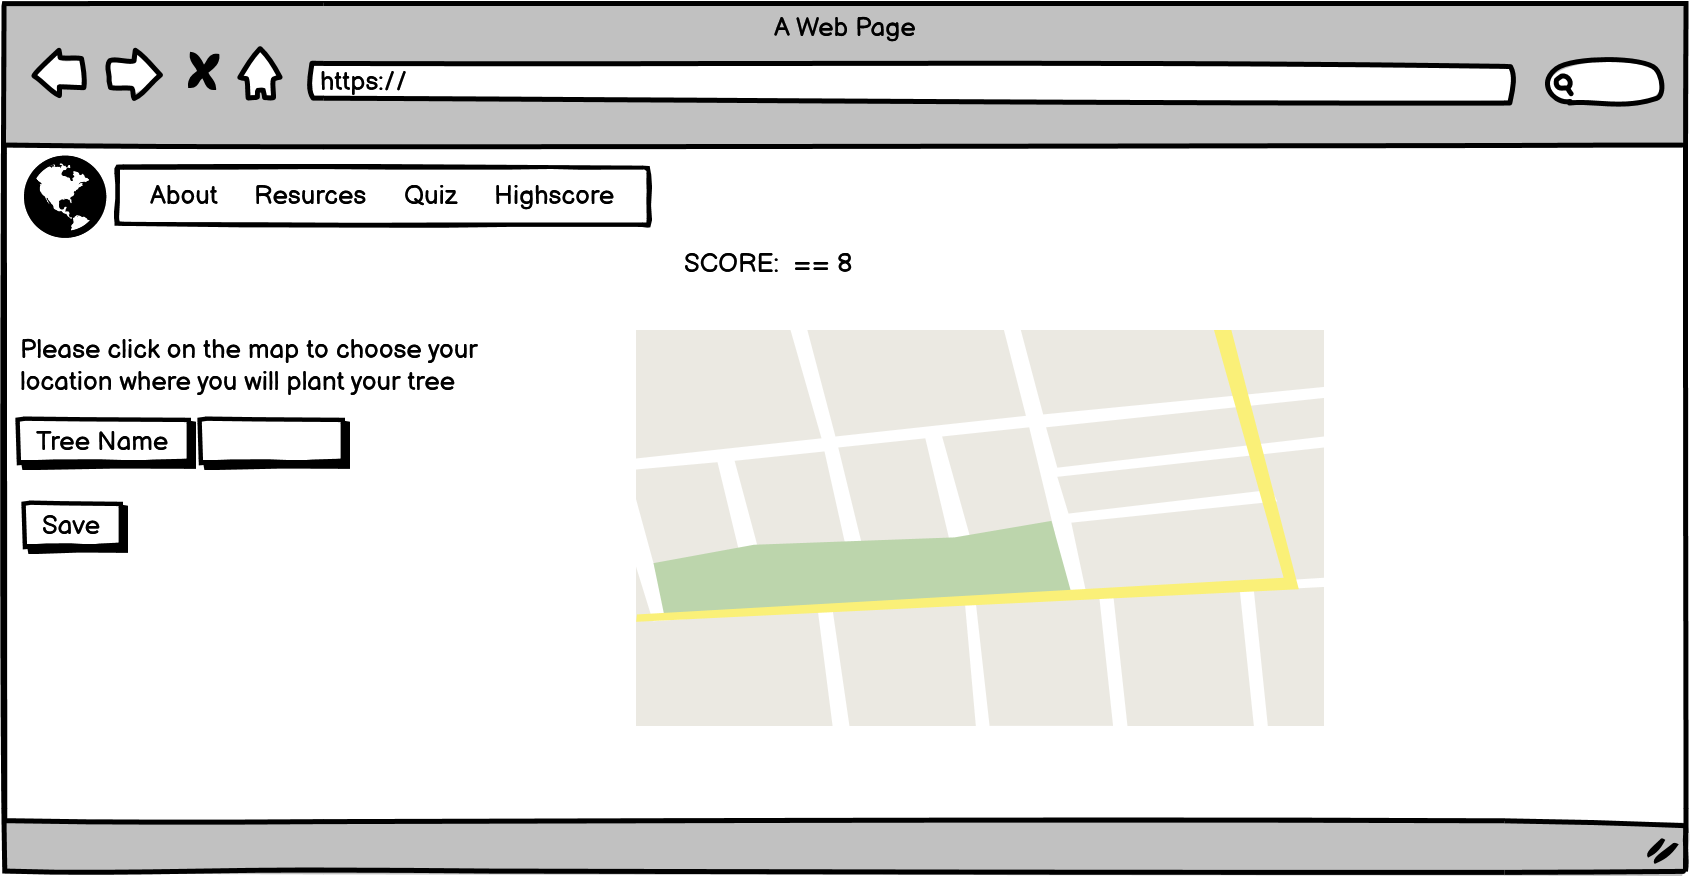 A Web Page
https://
About Resurces Quiz Highscore
SCORE: == 8
Please click on the map to choose your
location where you will plant your tree
Tree Name
Save